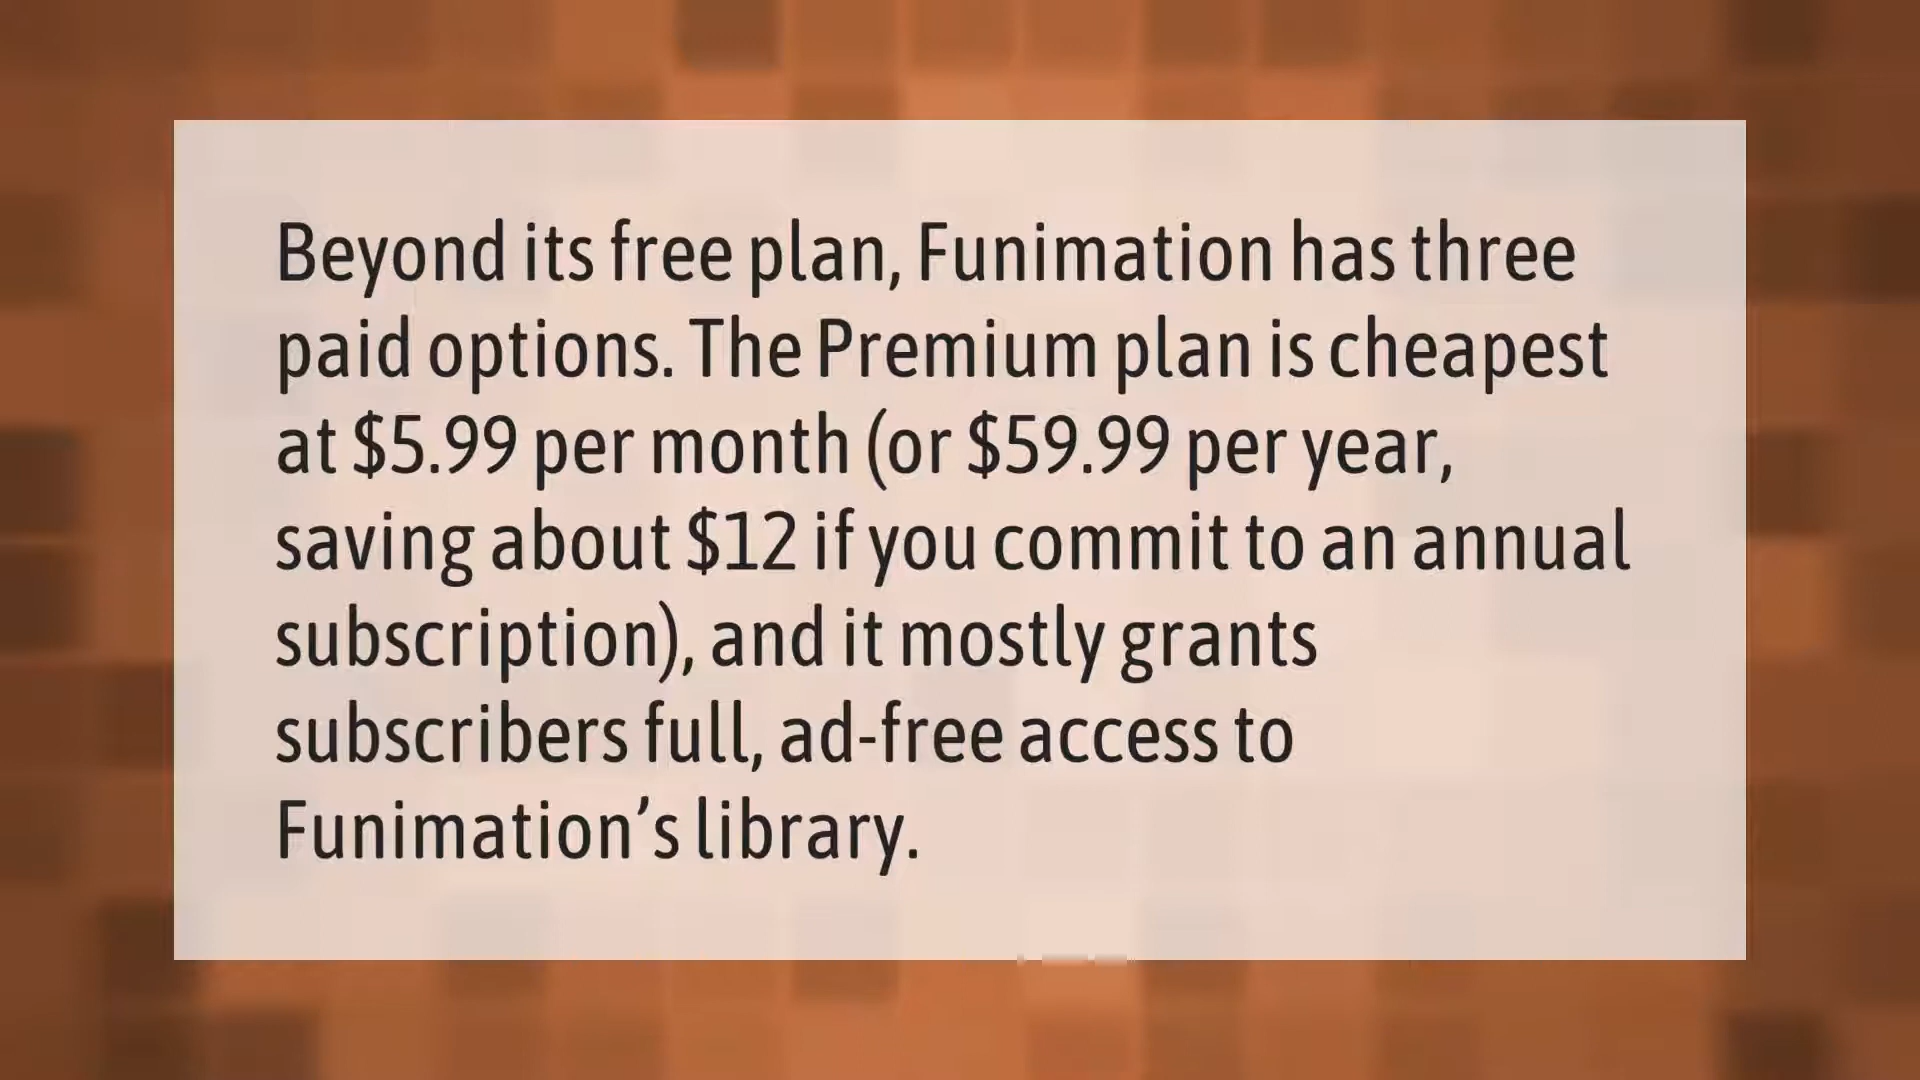 Beyond its free plan, Funimation has three
paid options. The Premium plan is cheapest
at $5.99 per month (or $59.99 per year,
saving about $12 if you commit to an annual
subscription), and it mostly grants
subscribers full, ad-free access to
Funimation’s library.